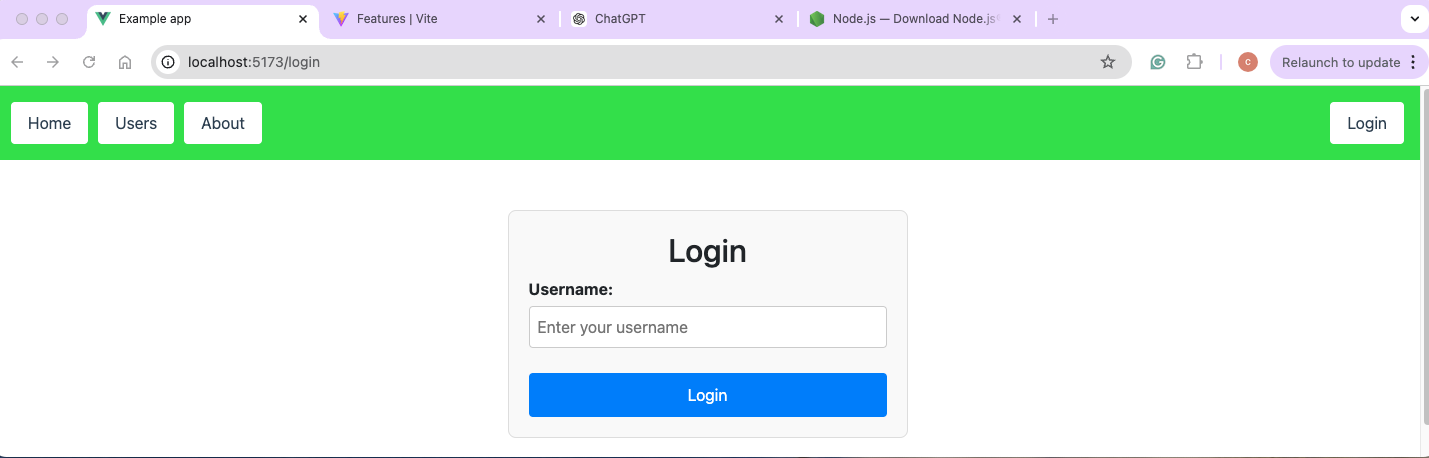 Example app
Features | Vite
ChatGPT
Node.js — Download Node.js®
localhost:5173/login
C
Relaunch to update
Home
Users
About
Login
Login
Username:
Enter your username
Login